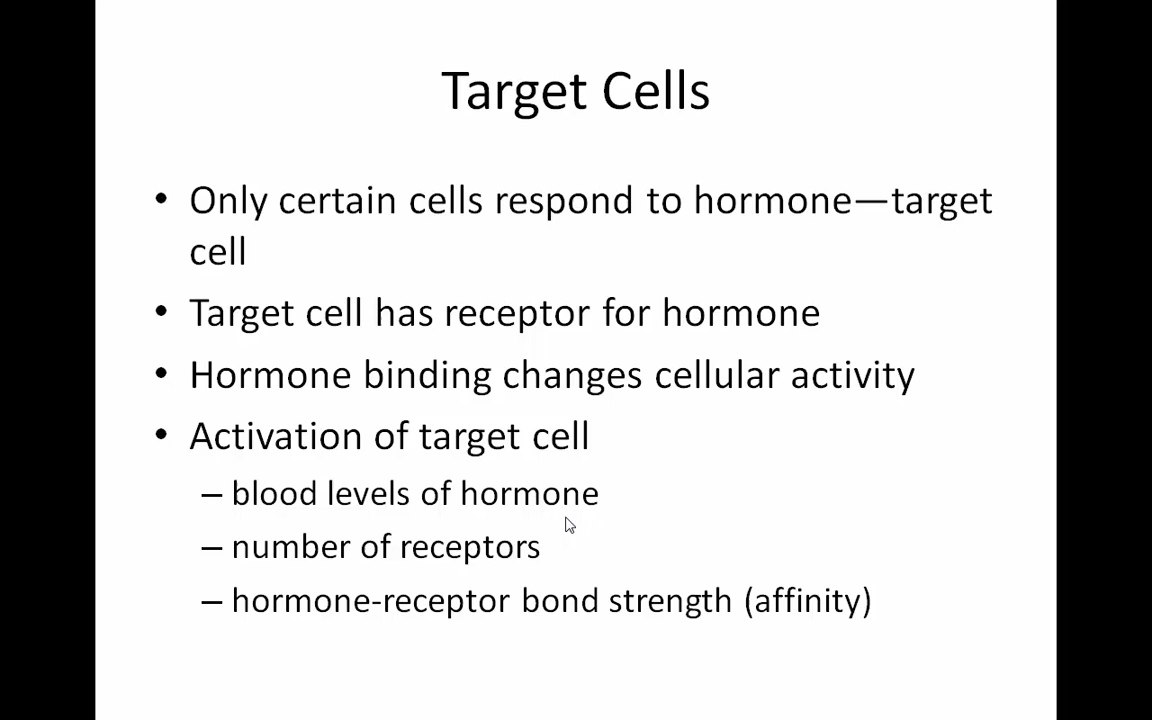 Target Cells
• Only certain cells respond to hormone—target
cell
• Target cell has receptor for hormone
• Hormone binding changes cellular activity
• Activation of target cell
– blood levels of hormone
– number of receptors
– hormone-receptor bond strength (affinity)